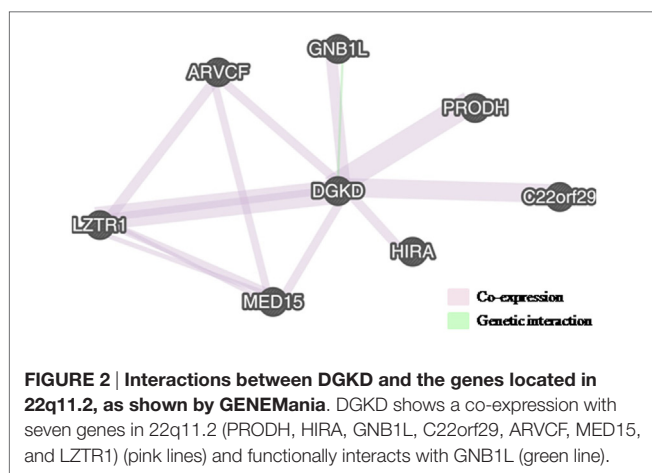 GNB1L
ARVCF
PRODH
DGKD
C22orf29
LZTR1
HIRA
MED15
Co-expression
Genetic interaction
FIGURE 2 | Interactions between DGKD and the genes located in
22q11.2, as shown by GENEMania. DGKD shows a co-expression with
seven genes in 22q11.2 (PRODH, HIRA, GNB1L, C22orf29, ARVCF, MED15,
and LZTR1) (pink lines) and functionally interacts with GNB1L (green line).